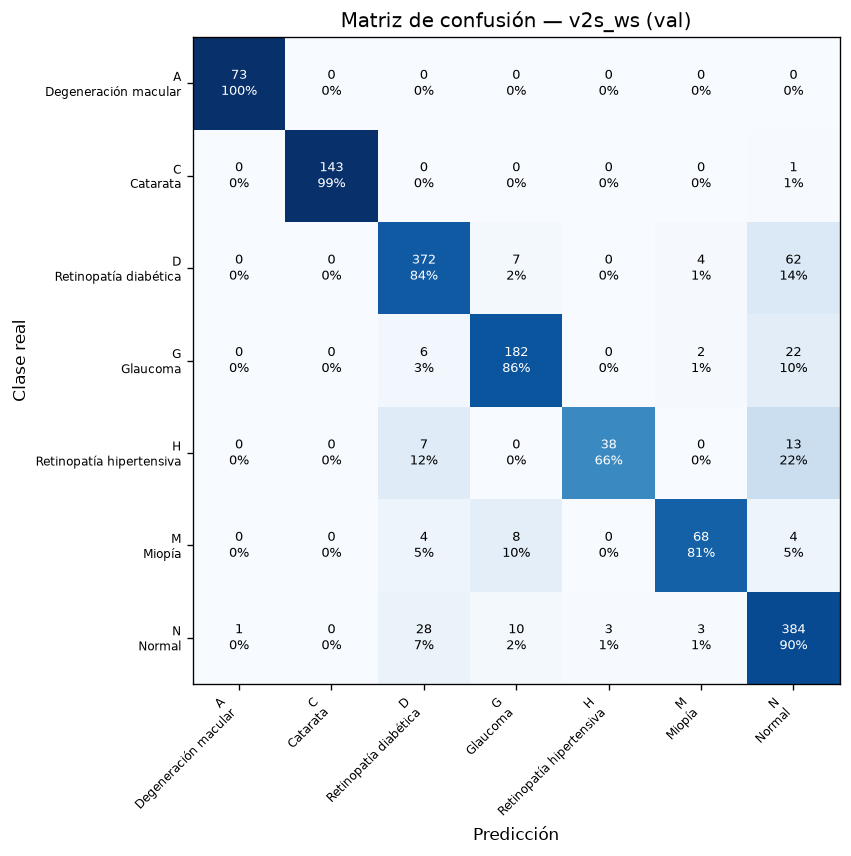 Matriz de confusión — v2s_ws (val)
A
Degeneración macular
73 0 0 0 0 0 0
100% 0% 0% 0% 0% 0% 0%
C
Catarata
0 143 0 0 0 0 1
0% 99% 0% 0% 0% 0% 1%
D
Retinopatía diabética
0 0 372 7 0 4 62
0% 0% 84% 2% 0% 1% 14%
G
Glaucoma
0 0 6 182 0 2 22
0% 0% 3% 86% 0% 1% 10%
H
Retinopatía hipertensiva
0 0 7 0 38 0 13
0% 0% 12% 0% 66% 0% 22%
M
Miopía
0 0 4 8 0 68 4
0% 0% 5% 10% 0% 81% 5%
N
Normal
1 0 28 10 3 3 384
0% 0% 7% 2% 1% 1% 90%
Clase real
A
Degeneración macular
C
Catarata
D
Retinopatía diabética
G
Glaucoma
H
Retinopatía hipertensiva
M
Miopía
N
Normal
Predicción